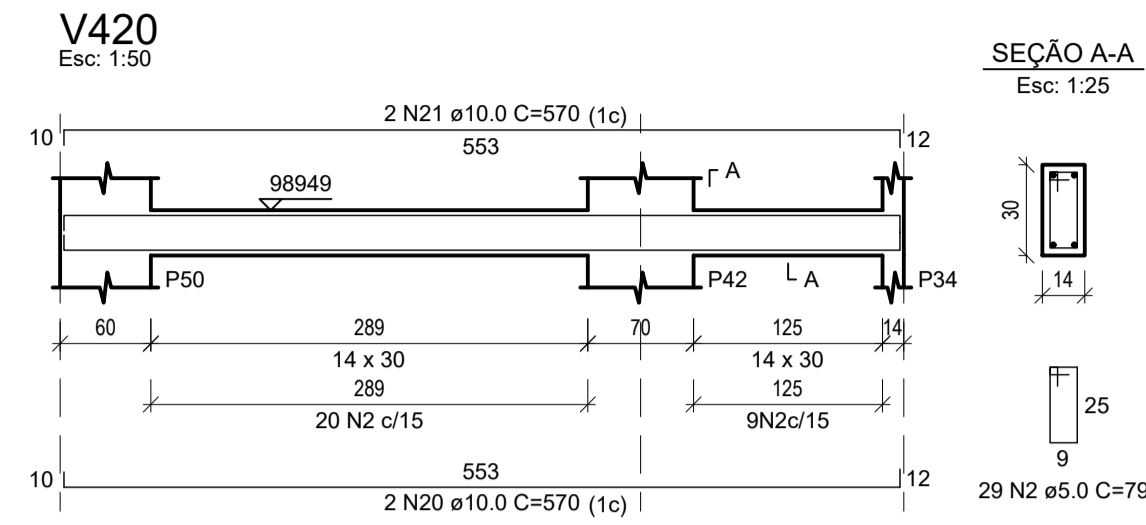 V420
Esc: 1:50
SEÇÃO A-A
Esc: 1:25
2 N21 ø10.0 C=570 (1c)
10
553
12
A
98949
30
P50
P42
A
P34
14
60
289
70
125
14
14 x 30
14 x 30
289
125
20 N2 c/15
9N2c/15
25
9
10
553
12
2 N20 ø10.0 C=570 (1c)
29 N2 ø5.0 C=79